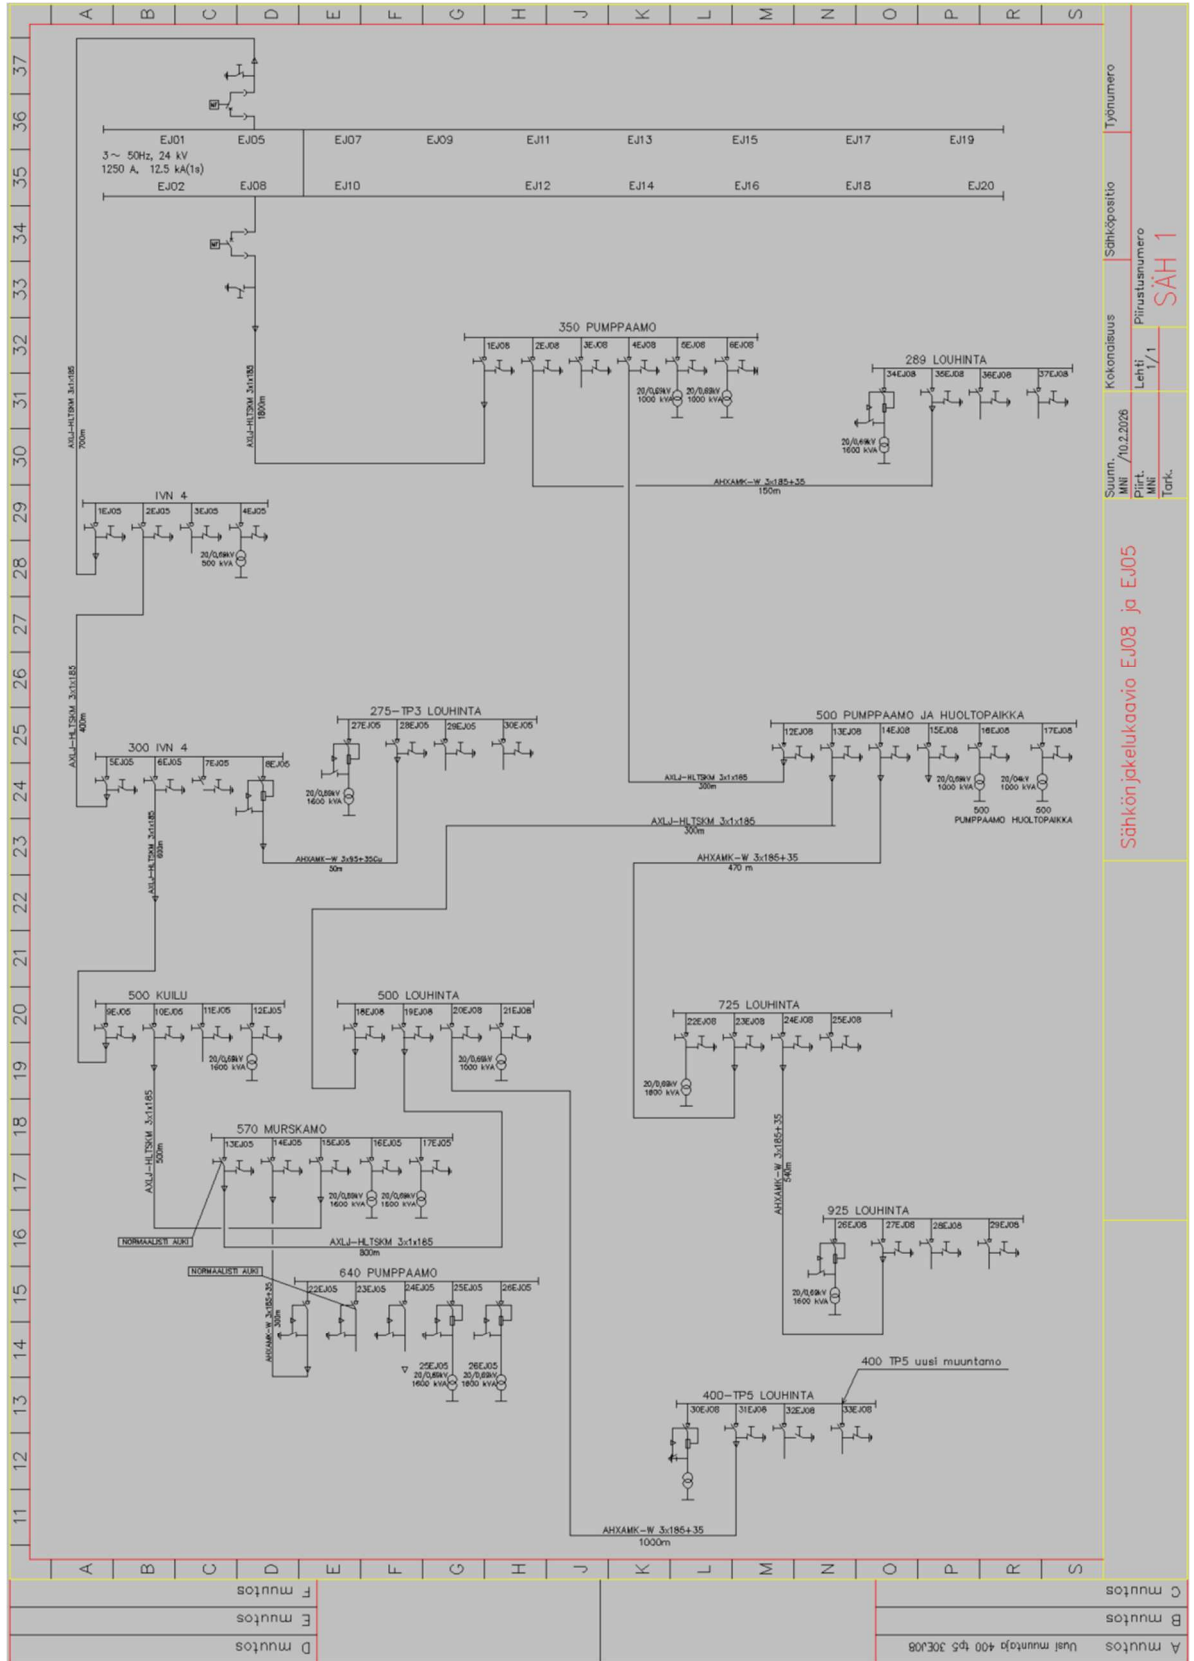 A B C D E F G H J K L M N O P R S
37
36
35
34
33
32
31
30
29
28
27
26
25
24
23
22
21
20
19
18
17
16
15
14
13
12
11
EJ01 EJ05 EJ07 EJ09 EJ11 EJ13 EJ15 EJ17 EJ19
3~ 50Hz, 24 kV
1250 A, 12.5 kA(1s)
EJ02 EJ08 EJ10 EJ12 EJ14 EJ16 EJ18 EJ20
AXLJ-HLTSKM 3x1x185
700m
AXLJ-HLTSKM 3x1x185
1800m
350 PUMPPAAMO
1EJ08 2EJ08 3EJ08 4EJ08 5EJ08 6EJ08
20/0,69kV
1000 kVA
20/0,69kV
1000 kVA
289 LOUHINTA
34EJ08 35EJ08 36EJ08 37EJ08
20/0,69kV
1600 kVA
AHXAMK-W 3x185+35
150m
IVN 4
1EJ05 2EJ05 3EJ05 4EJ05
20/0,69kV
500 kVA
AXLJ-HLTSKM 3x1x185
400m
275-TP3 LOUHINTA
27EJ05 28EJ05 29EJ05 30EJ05
20/0,69kV
1600 kVA
300 IVN 4
5EJ05 6EJ05 7EJ05 8EJ05
AHXAMK-W 3x95+35Cu
50m
AXLJ-HLTSKM 3x1x185
600m
500 PUMPPAAMO JA HUOLTOPAIKKA
12EJ08 13EJ08 14EJ08 15EJ08 16EJ08 17EJ08
20/0,69kV
1000 kVA
20/04kV
1000 kVA
500
PUMPPAAMO
500
HUOLTOPAIKKA
AXLJ-HLTSKM 3x1x185
300m
AXLJ-HLTSKM 3x1x185
300m
AHXAMK-W 3x185+35
470 m
500 KUILU
9EJ05 10EJ05 11EJ05 12EJ05
20/0,69kV
1600 kVA
500 LOUHINTA
18EJ08 19EJ08 20EJ08 21EJ08
20/0,69kV
1600 kVA
725 LOUHINTA
22EJ08 23EJ08 24EJ08 25EJ08
20/0,69kV
1600 kVA
AXLJ-HLTSKM 3x1x185
500m
570 MURSKAMO
13EJ05 14EJ05 15EJ05 16EJ05 17EJ05
20/0,69kV
1600 kVA
20/0,69kV
1600 kVA
NORMAALISTI AUKI
AXLJ-HLTSKM 3x1x185
800m
AHXAMK-W 3x185+35
540m
925 LOUHINTA
26EJ08 27EJ08 28EJ08 29EJ08
20/0,69kV
1600 kVA
NORMAALISTI AUKI
640 PUMPPAAMO
22EJ05 23EJ05 24EJ05 25EJ05 26EJ05
AHXAMK-W 3x185+35
300m
25EJ05
20/0,69kV
1600 kVA
26EJ05
20/0,69kV
1600 kVA
400 TP5 uusi muuntamo
400-TP5 LOUHINTA
30EJ08 31EJ08 32EJ08 33EJ08
AHXAMK-W 3x185+35
1000m
A B C D E F G H J K L M N O P R S
Työnumero
Sähköpositio
Kokonaisuus
Piirustusnumero
SÄH 1
Lehti
1/1
Suunn.
MNi /10.2.2026
Piirt.
MNi
Tark.
Sähkönjakelukaavio EJ08 ja EJ05
F muutos
E muutos
D muutos
C muutos
B muutos
A muutos Uusi muuntaja 400 tp5 30EJ08